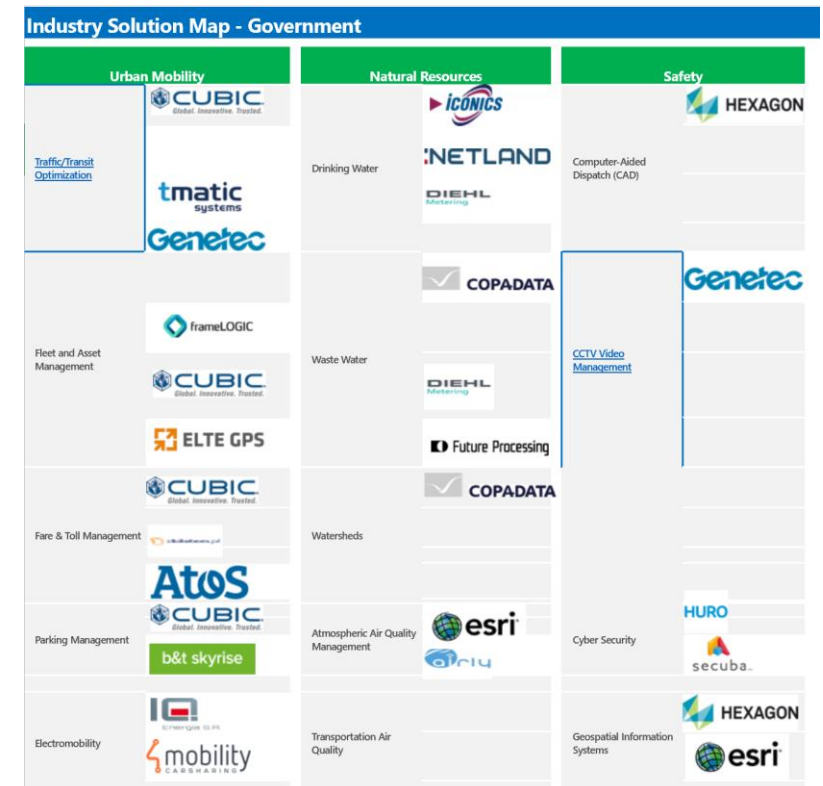 Industry Solution Map - Government
Urban Mobility
Natural Resources
Safety
Traffic/Transit
Optimization
CUBIC
Global. Innovative. Trusted.
tmatic
systems
Genetec
Drinking Water
ICONICS
:NETLAND
DIEHL
Metering
Computer-Aided
Dispatch (CAD)
HEXAGON
Fleet and Asset
Management
frameLOGIC
CUBIC
Global. Innovative. Trusted.
ELTE GPS
Waste Water
COPADATA
DIEHL
Metering
Future Processing
CCTV Video
Management
Genetec
Fare & Toll Management
CUBIC
Global. Innovative. Trusted.
Atos
Watersheds
COPADATA
Parking Management
CUBIC
Global. Innovative. Trusted.
b&t skyrise
Atmospheric Air Quality
Management
esri
airly
Cyber Security
HURO
secuba
Electromobility
IQ
Energia S.A.
4mobility
CARSHARING
Transportation Air
Quality
Geospatial Information
Systems
HEXAGON
esri